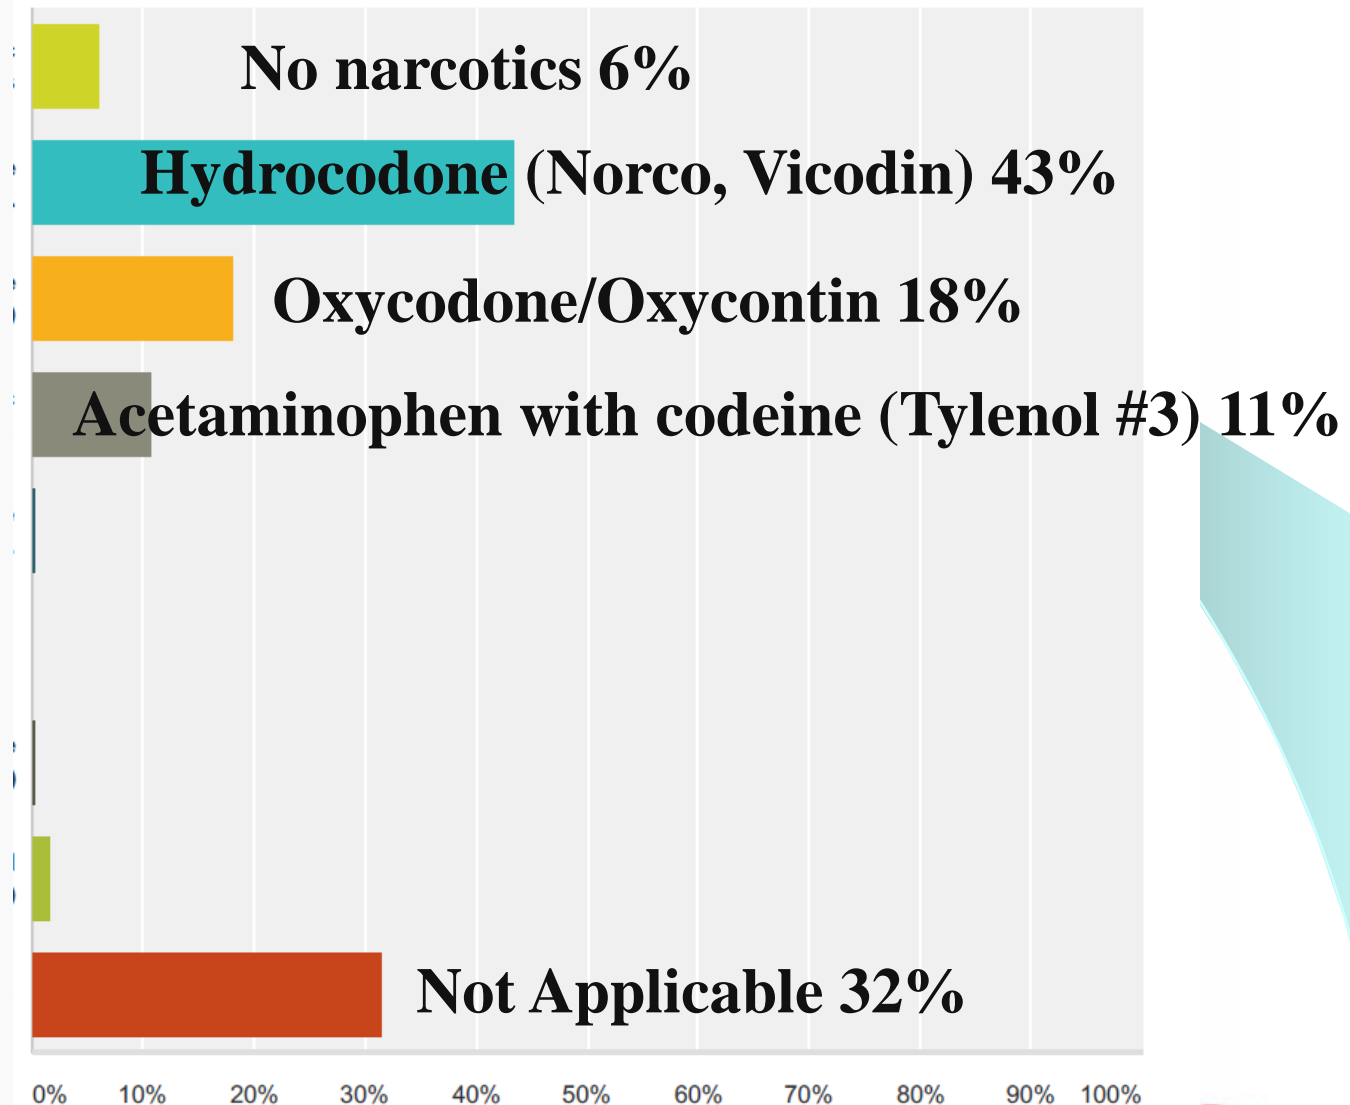 No narcotics 6%
Hydrocodone (Norco, Vicodin) 43%
Oxycodone/Oxycontin 18%
Acetaminophen with codeine (Tylenol #3) 11%
Not Applicable 32%
0% 10% 20% 30% 40% 50% 60% 70% 80% 90% 100%